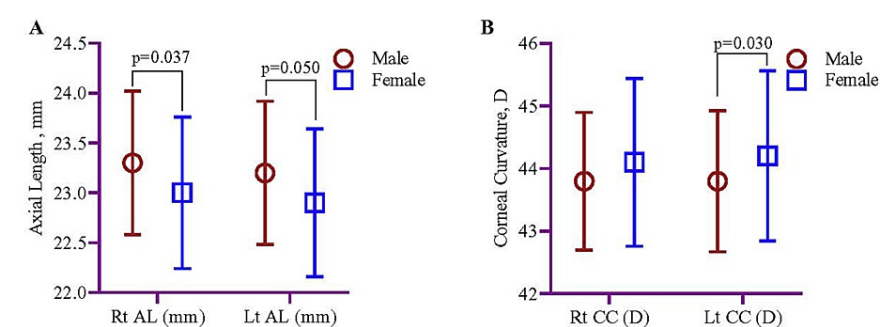 A
Axial Length , mm
24.5
24.0
23.5
23.0
22.5
22.0
p=0.037
p=0.050
Male
Female
Rt AL (mm)
Lt AL (mm)
B
Corneal Curvature, D
46
45
44
43
42
p=0.030
Male
Female
Rt CC (D)
Lt CC (D)